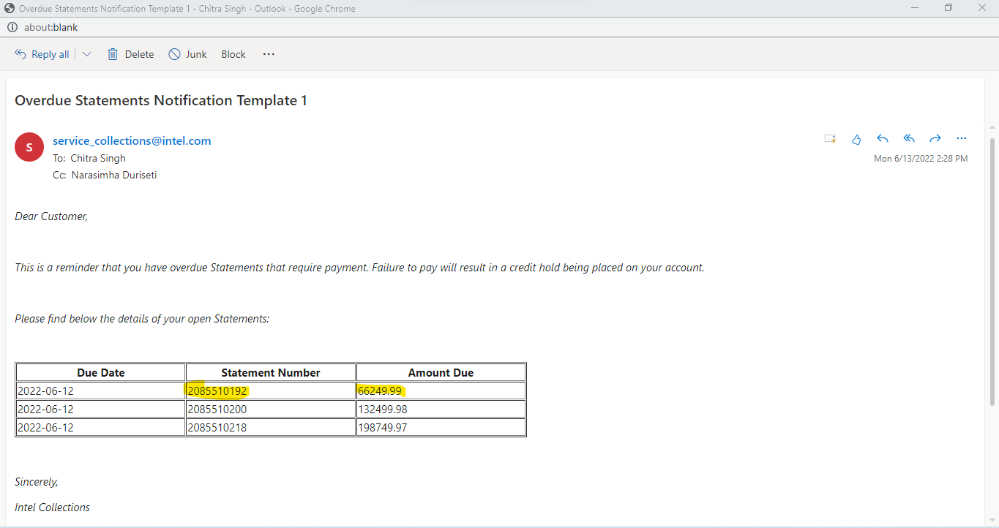 Overdue Statements Notification Template 1 - Chitra Singh - Outlook - Google Chrome
about:blank
Reply all Delete Junk Block
Overdue Statements Notification Template 1
S
service_collections@intel.com
To: Chitra Singh
Mon 6/13/2022 2:28 PM
Cc: Narasimha Duriseti
Dear Customer,
This is a reminder that you have overdue Statements that require payment. Failure to pay will result in a credit hold being placed on your account.
Please find below the details of your open Statements:
Due Date Statement Number Amount Due
2022-06-12 2085510192 66249.99
2022-06-12 2085510200 132499.98
2022-06-12 2085510218 198749.97
Sincerely,
Intel Collections